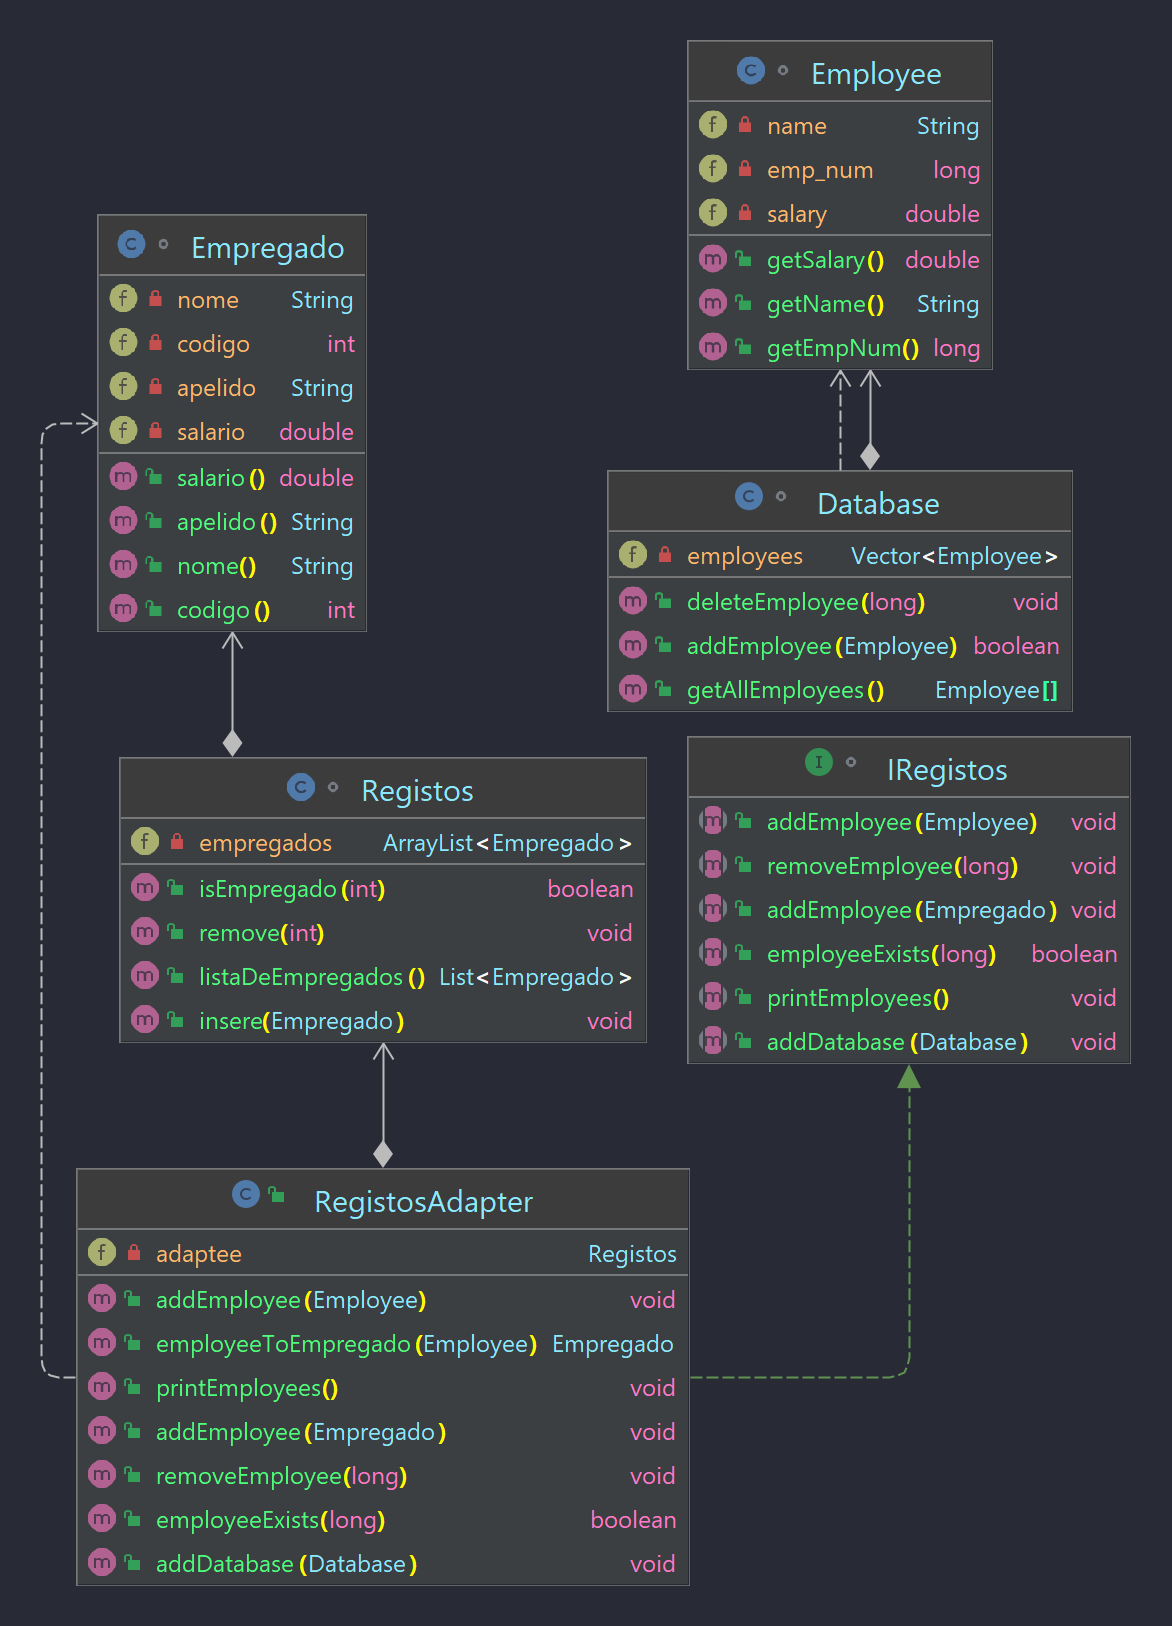 Employee
name String
emp_num long
salary double
getSalary() double
getName() String
getEmpNum() long
Empregado
nome String
codigo int
apelido String
salario double
salario() double
apelido() String
nome() String
codigo() int
Database
employees Vector<Employee>
deleteEmployee(long) void
addEmployee(Employee) boolean
getAllEmployees() Employee[]
Registos
empregados ArrayList<Empregado>
isEmpregado(int) boolean
remove(int) void
listaDeEmpregados() List<Empregado>
insere(Empregado) void
IRegistos
addEmployee(Employee) void
removeEmployee(long) void
addEmployee(Empregado) void
employeeExists(long) boolean
printEmployees() void
addDatabase(Database) void
RegistosAdapter
adaptee Registos
addEmployee(Employee) void
employeeToEmpregado(Employee) Empregado
printEmployees() void
addEmployee(Empregado) void
removeEmployee(long) void
employeeExists(long) boolean
addDatabase(Database) void